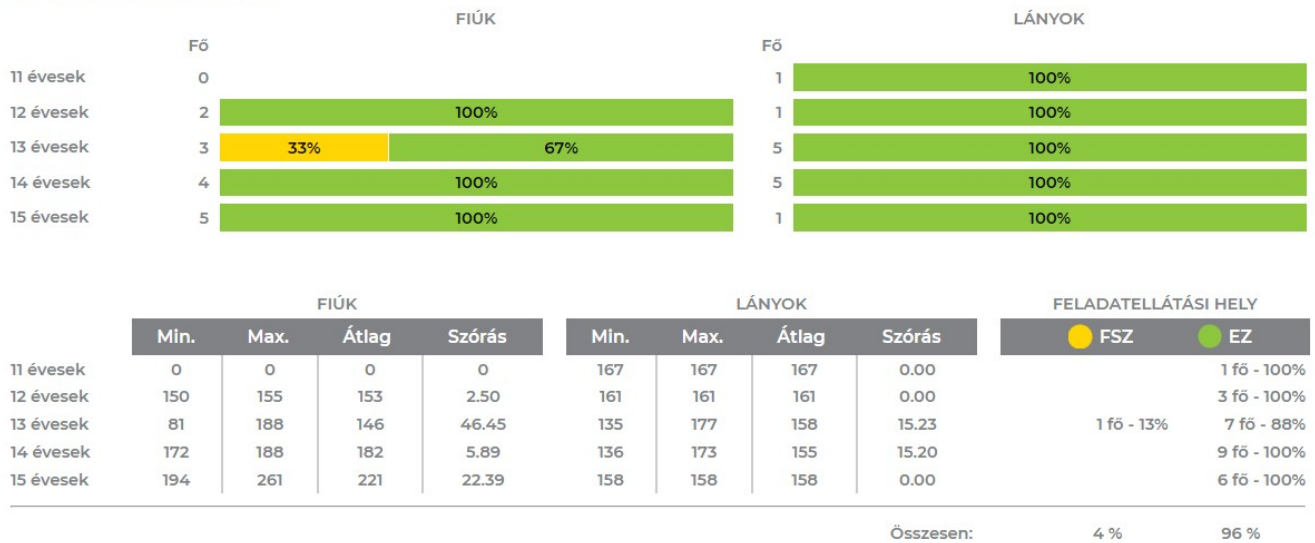 FIÚK LÁNYOK
Fő Fő
11 évesek 0 1 100%
12 évesek 2 100% 1 100%
13 évesek 3 33% 67% 5 100%
14 évesek 4 100% 5 100%
15 évesek 5 100% 1 100%
FIÚK LÁNYOK FELADATELLÁTÁSI HELY
Min. Max. Átlag Szórás Min. Max. Átlag Szórás FSZ EZ
11 évesek 0 0 0 0 167 167 167 0.00 1 fő - 100%
12 évesek 150 155 153 2.50 161 161 161 0.00 3 fő - 100%
13 évesek 81 188 146 46.45 135 177 158 15.23 1 fő - 13% 7 fő - 88%
14 évesek 172 188 182 5.89 136 173 155 15.20 9 fő - 100%
15 évesek 194 261 221 22.39 158 158 158 0.00 6 fő - 100%
Összesen: 4 % 96 %